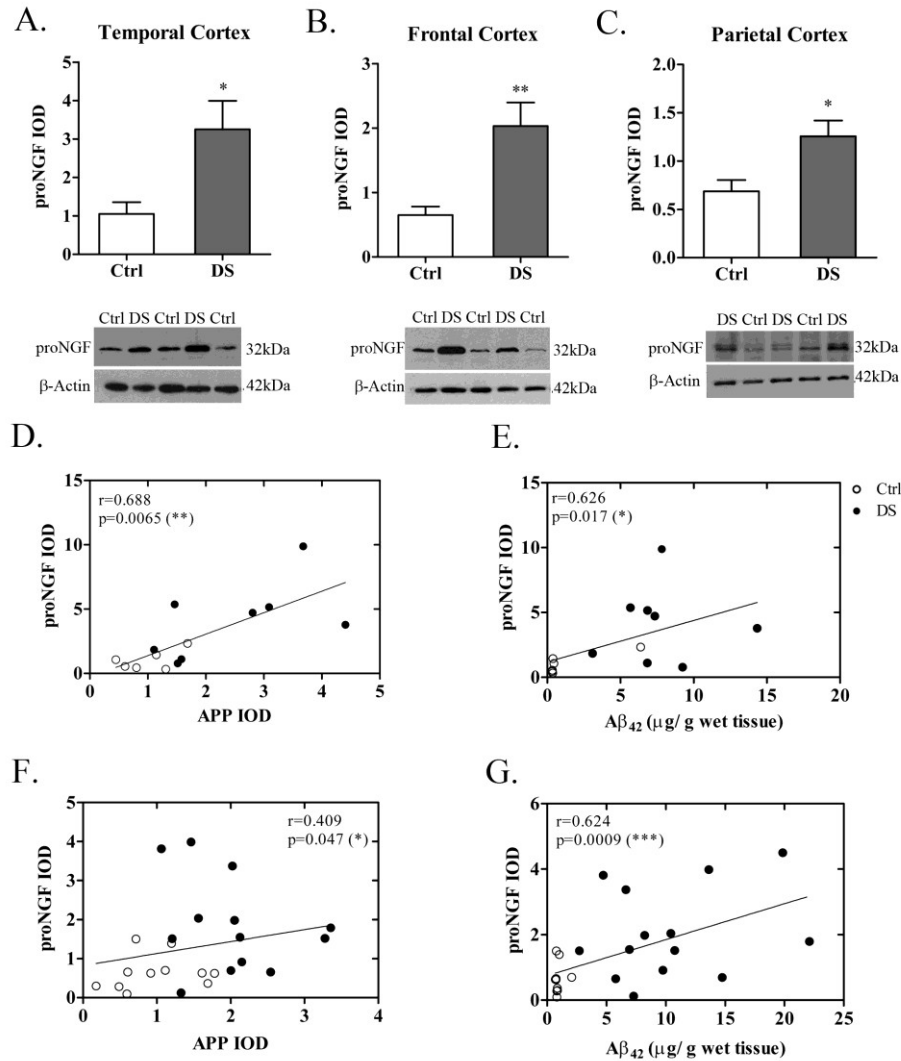 A.
Temporal Cortex
proNGF IOD
5
4
3
2
1
0
*
Ctrl
DS
Ctrl DS Ctrl DS Ctrl
proNGF
32kDa
β-Actin
42kDa
B.
Frontal Cortex
proNGF IOD
3
2
1
0
**
Ctrl
DS
Ctrl DS Ctrl DS Ctrl
proNGF
32kDa
β-Actin
42kDa
C.
Parietal Cortex
proNGF IOD
2.0
1.5
1.0
0.5
0.0
*
Ctrl
DS
DS Ctrl DS Ctrl DS
proNGF
32kDa
β-Actin
42kDa
D.
r=0.688
p=0.0065 (**)
proNGF IOD
15
10
5
0
0 1 2 3 4 5
APP IOD
E.
r=0.626
p=0.017 (*)
proNGF IOD
15
10
5
0
0 5 10 15 20
Aβ42 (µg/ g wet tissue)
Ctrl
DS
F.
r=0.409
p=0.047 (*)
proNGF IOD
5
4
3
2
1
0
0 1 2 3 4
APP IOD
G.
r=0.624
p=0.0009 (***)
proNGF IOD
6
4
2
0
0 5 10 15 20 25
Aβ42 (µg/ g wet tissue)